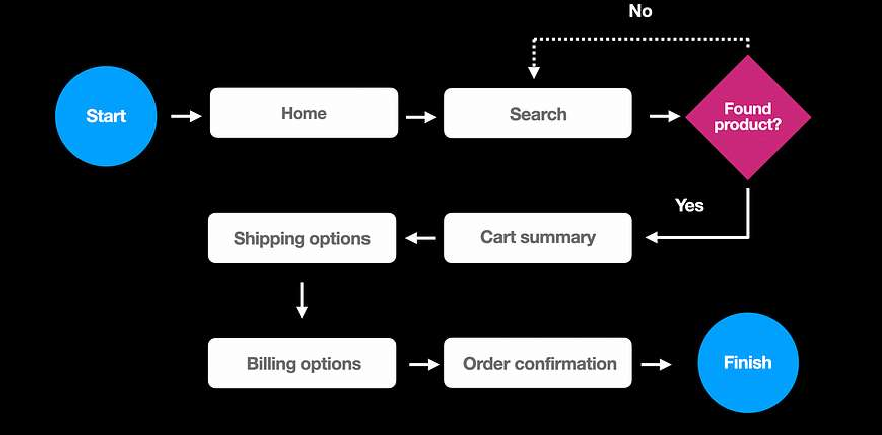 No
Start
Home
Search
Found
product?
Yes
Shipping options
Cart summary
Billing options
Order confirmation
Finish